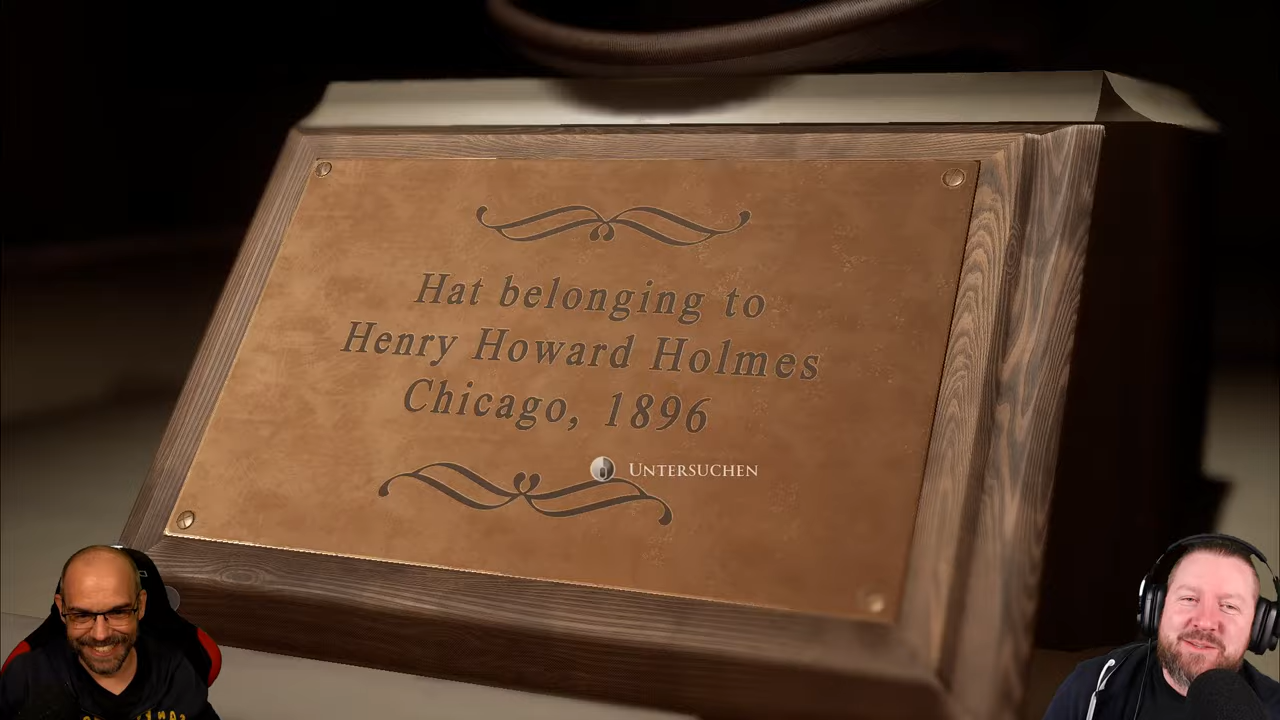 Hat belonging to
Henry Howard Holmes
Chicago, 1896
UNTERSUCHEN